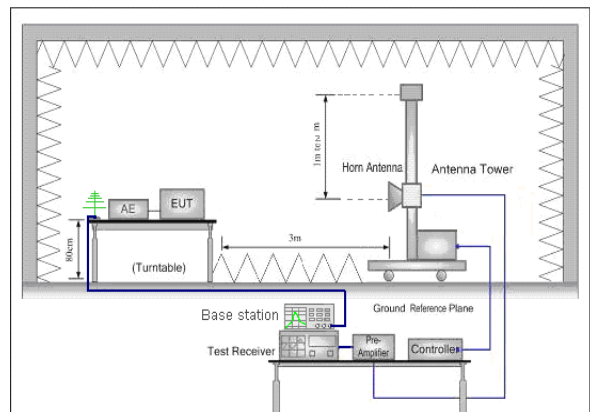 1m to 4 m
Horn Antenna
Antenna Tower
AE
EUT
80cm
3m
(Turntable)
Ground Reference Plane
Base station
Test Receiver
Pre-
Amplifier
Controller